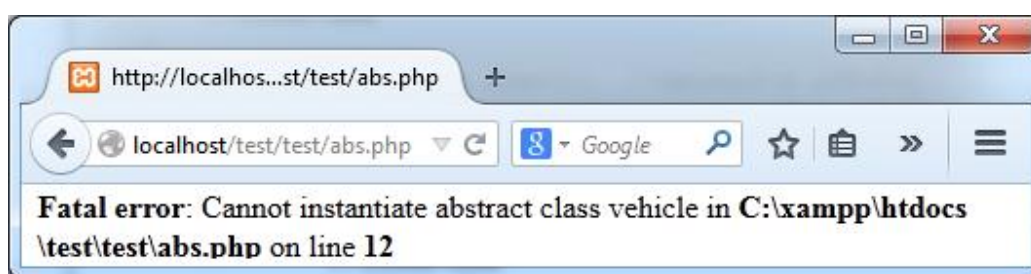 http://localhos...st/test/abs.php
localhost/test/test/abs.php
Google
Fatal error: Cannot instantiate abstract class vehicle in C:\xampp\htdocs
\test\test\abs.php on line 12